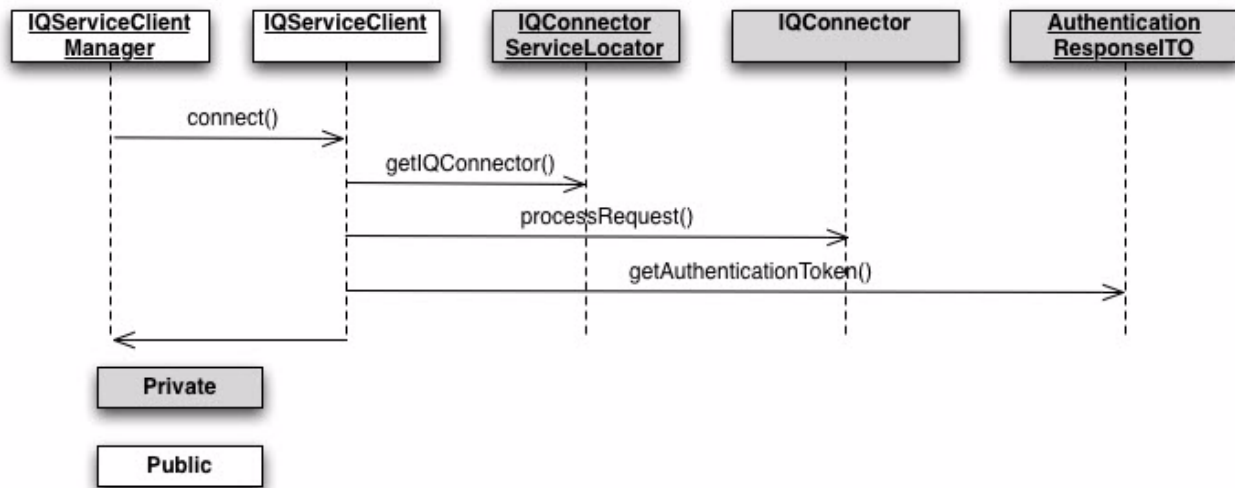 IQServiceClient
Manager
IQServiceClient
IQConnector
ServiceLocator
IQConnector
Authentication
ResponseITO
connect()
getIQConnector()
processRequest()
getAuthenticationToken()
Private
Public